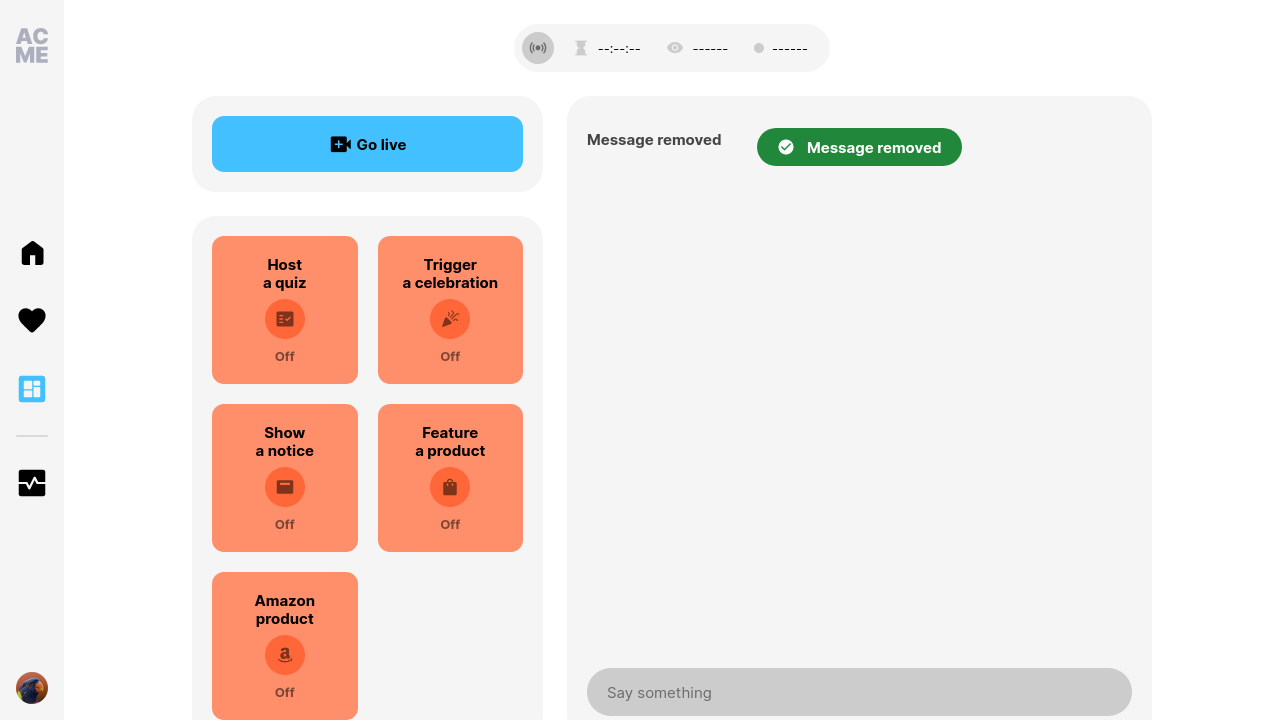 AC
ME
--:--:--
------
------
Go live
Host
a quiz
Off
Trigger
a celebration
Off
Show
a notice
Off
Feature
a product
Off
Amazon
product
a
Off
Message removed
Message removed
Say something